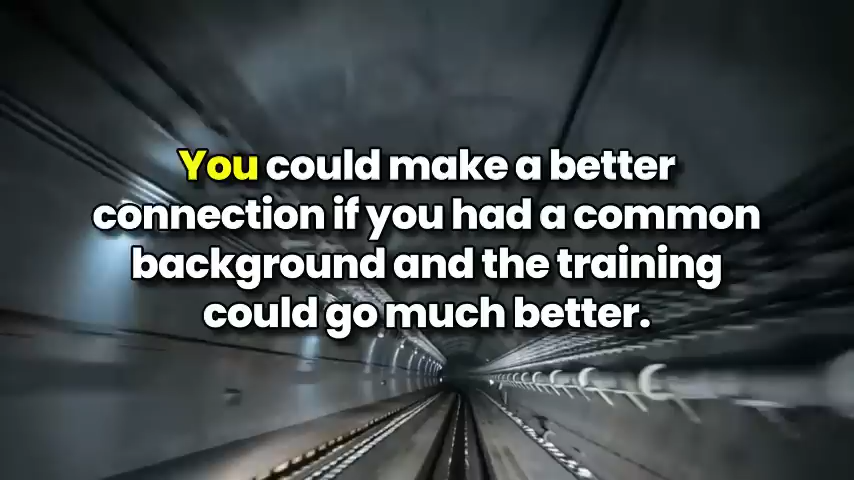 You could make a better
connection if you had a common
background and the training
could go much better.